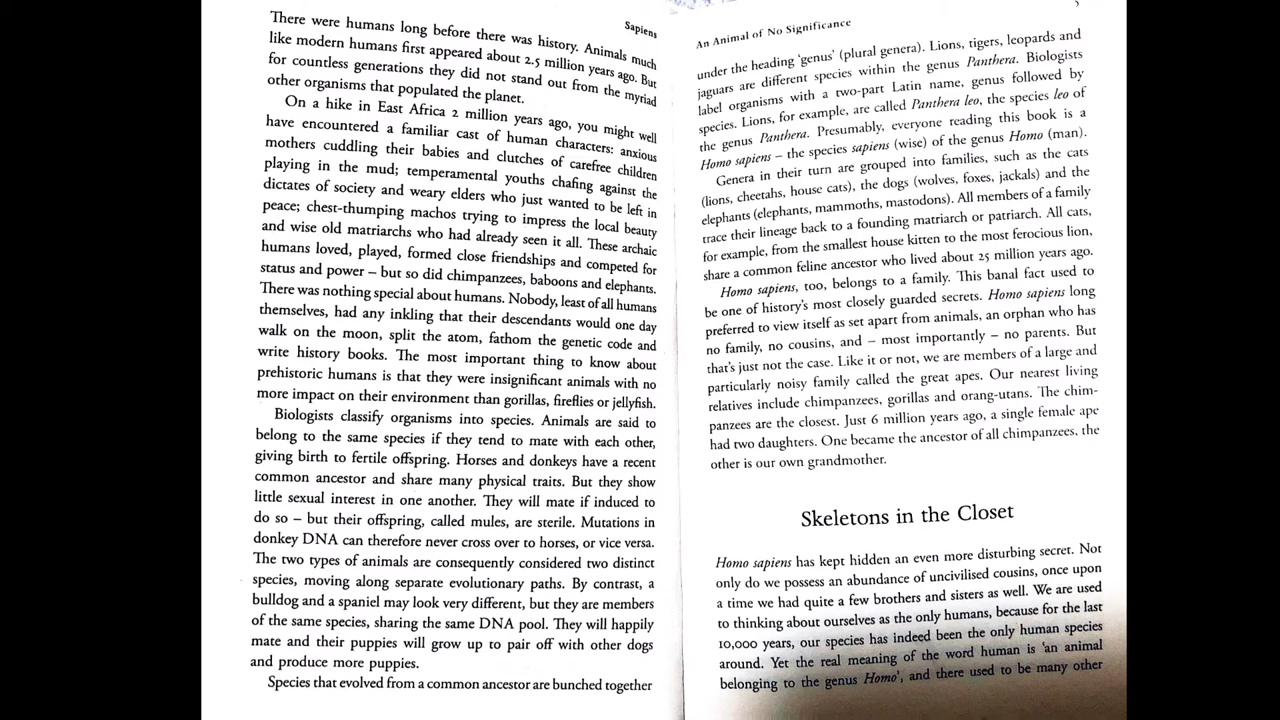 Sapiens
There were humans long before there was history. Animals much
like modern humans first appeared about 2.5 million years ago. But
for countless generations they did not stand out from the myriad
other organisms that populated the planet.
On a hike in East Africa 2 million years ago, you might well
have encountered a familiar cast of human characters: anxious
mothers cuddling their babies and clutches of carefree children
playing in the mud; temperamental youths chafing against the
dictates of society and weary elders who just wanted to be left in
peace; chest-thumping machos trying to impress the local beauty
and wise old matriarchs who had already seen it all. These archaic
humans loved, played, formed close friendships and competed for
status and power – but so did chimpanzees, baboons and elephants.
There was nothing special about humans. Nobody, least of all humans
themselves, had any inkling that their descendants would one day
walk on the moon, split the atom, fathom the genetic code and
write history books. The most important thing to know about
prehistoric humans is that they were insignificant animals with no
more impact on their environment than gorillas, fireflies or jellyfish.
Biologists classify organisms into species. Animals are said to
belong to the same species if they tend to mate with each other,
giving birth to fertile offspring. Horses and donkeys have a recent
common ancestor and share many physical traits. But they show
little sexual interest in one another. They will mate if induced to
do so – but their offspring, called mules, are sterile. Mutations in
donkey DNA can therefore never cross over to horses, or vice versa.
The two types of animals are consequently considered two distinct
species, moving along separate evolutionary paths. By contrast, a
bulldog and a spaniel may look very different, but they are members
of the same species, sharing the same DNA pool. They will happily
mate and their puppies will grow up to pair off with other dogs
and produce more puppies.
Species that evolved from a common ancestor are bunched together
An Animal of No Significance
under the heading ‘genus’ (plural genera). Lions, tigers, leopards and
jaguars are different species within the genus Panthera. Biologists
label organisms with a two-part Latin name, genus followed by
species. Lions, for example, are called Panthera leo, the species leo of
the genus Panthera. Presumably, everyone reading this book is a
Homo sapiens – the species sapiens (wise) of the genus Homo (man).
Genera in their turn are grouped into families, such as the cats
(lions, cheetahs, house cats), the dogs (wolves, foxes, jackals) and the
elephants (elephants, mammoths, mastodons). All members of a family
trace their lineage back to a founding matriarch or patriarch. All cats,
for example, from the smallest house kitten to the most ferocious lion,
share a common feline ancestor who lived about 25 million years ago.
Homo sapiens, too, belongs to a family. This banal fact used to
be one of history’s most closely guarded secrets. Homo sapiens long
preferred to view itself as set apart from animals, an orphan who has
no family, no cousins, and – most importantly – no parents. But
that’s just not the case. Like it or not, we are members of a large and
particularly noisy family called the great apes. Our nearest living
relatives include chimpanzees, gorillas and orang-utans. The chim-
panzees are the closest. Just 6 million years ago, a single female ape
had two daughters. One became the ancestor of all chimpanzees, the
other is our own grandmother.
Skeletons in the Closet
Homo sapiens has kept hidden an even more disturbing secret. Not
only do we possess an abundance of uncivilised cousins, once upon
a time we had quite a few brothers and sisters as well. We are used
to thinking about ourselves as the only humans, because for the last
10,000 years, our species has indeed been the only human species
around. Yet the real meaning of the word human is ‘an animal
belonging to the genus Homo’, and there used to be many other